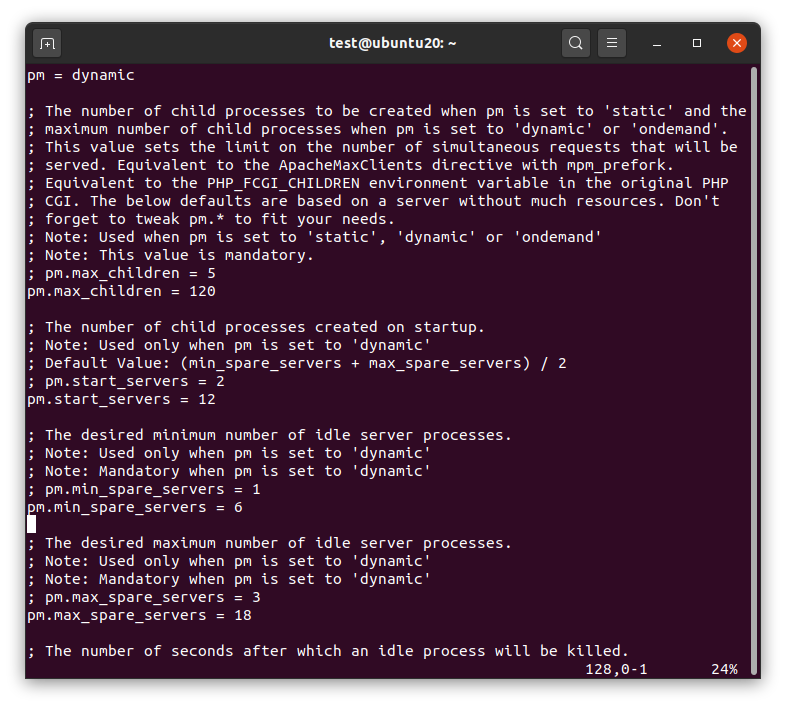 test@ubuntu20: ~
pm = dynamic
; The number of child processes to be created when pm is set to 'static' and the
; maximum number of child processes when pm is set to 'dynamic' or 'ondemand'.
; This value sets the limit on the number of simultaneous requests that will be
; served. Equivalent to the ApacheMaxClients directive with mpm_prefork.
; Equivalent to the PHP_FCGI_CHILDREN environment variable in the original PHP
; CGI. The below defaults are based on a server without much resources. Don't
; forget to tweak pm.* to fit your needs.
; Note: Used when pm is set to 'static', 'dynamic' or 'ondemand'
; Note: This value is mandatory.
; pm.max_children = 5
pm.max_children = 120
; The number of child processes created on startup.
; Note: Used only when pm is set to 'dynamic'
; Default Value: (min_spare_servers + max_spare_servers) / 2
; pm.start_servers = 2
pm.start_servers = 12
; The desired minimum number of idle server processes.
; Note: Used only when pm is set to 'dynamic'
; Note: Mandatory when pm is set to 'dynamic'
; pm.min_spare_servers = 1
pm.min_spare_servers = 6
; The desired maximum number of idle server processes.
; Note: Used only when pm is set to 'dynamic'
; Note: Mandatory when pm is set to 'dynamic'
; pm.max_spare_servers = 3
pm.max_spare_servers = 18
; The number of seconds after which an idle process will be killed.
128,0-1 24%